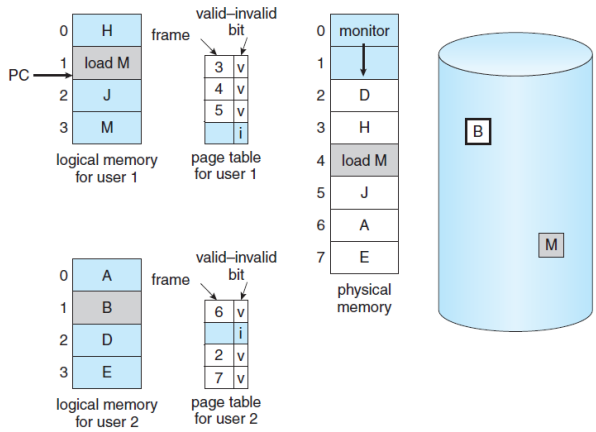 valid–invalid
bit
frame
0 H
1 load M
2 J
3 M
PC
3 v
4 v
5 v
i
logical memory
for user 1
page table
for user 1
0 monitor
1
2 D
3 H
4 load M
5 J
6 A
7 E
physical
memory
B
M
valid–invalid
bit
frame
0 A
1 B
2 D
3 E
6 v
i
2 v
7 v
logical memory
for user 2
page table
for user 2